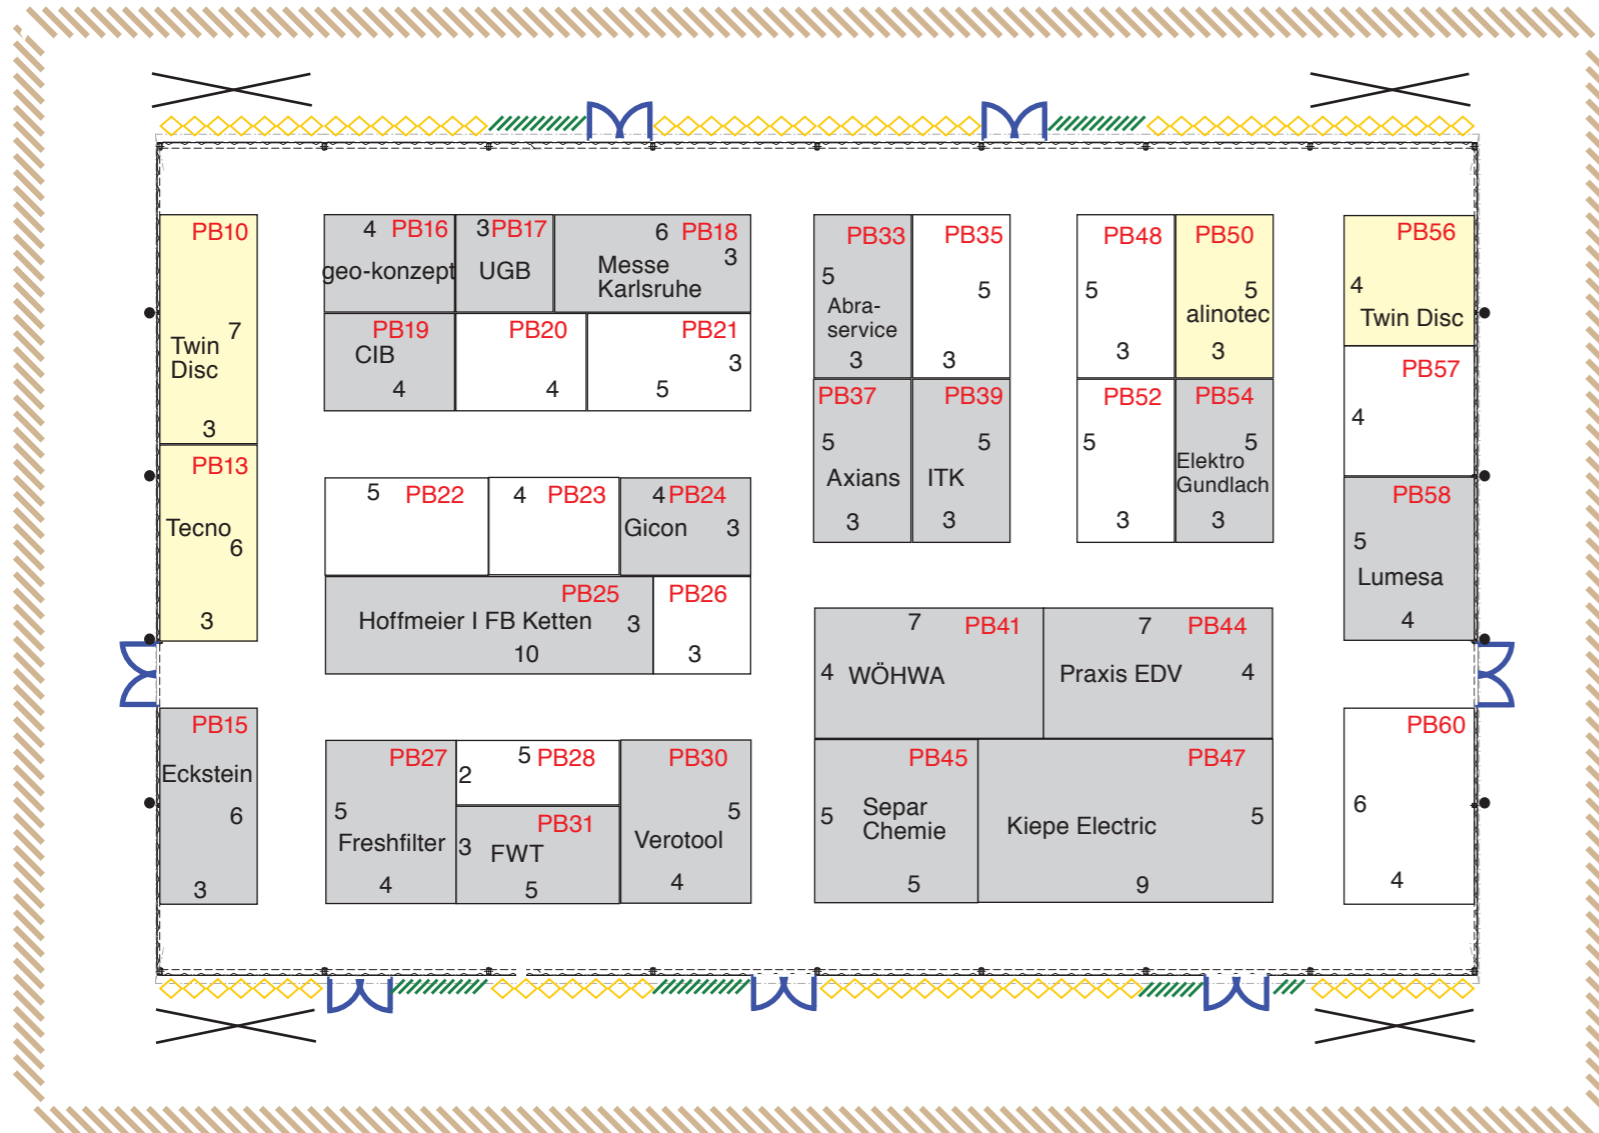 PB10
7
Twin
Disc
3
PB13
Tecno
6
3
PB15
Eckstein
6
3
4 PB16
geo-konzept
3 PB17
UGB
6 PB18
3
Messe
Karlsruhe
PB19
CIB
4
PB20
4
PB21
3
5
5 PB22
4 PB23
4 PB24
Gicon 3
PB25
Hoffmeier I FB Ketten 3
10
PB26
3
PB27
5
Freshfilter
4
5 PB28
2
PB31
3 FWT
5
PB30
5
Verotool
4
PB33
5
Abra-
service
3
PB35
5
3
PB37
5
Axians
3
PB39
5
ITK
3
7 PB41
4 WÖHWA
7 PB44
Praxis EDV 4
PB45
5 Separ
Chemie
5
PB47
Kiepe Electric 5
9
PB48
5
3
PB50
5
alinotec
3
PB52
5
3
PB54
5
Elektro
Gundlach
3
PB56
4
Twin Disc
PB57
4
PB58
5
Lumesa
4
PB60
6
4